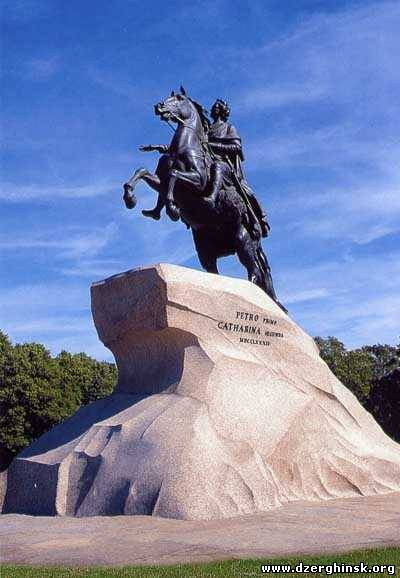 PETRO PRIMO
CATHARINA SECUNDA
MDCCLXXXII
www.dzerghinsk.org